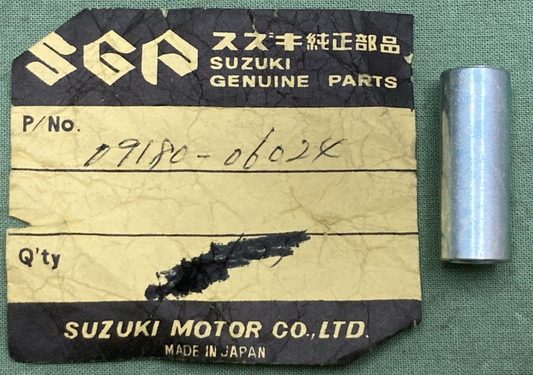 SGP スズキ純正部品
SUZUKI
GENUINE PARTS
P/No.
09180-06024
Q'ty
SUZUKI MOTOR CO.,LTD.
MADE IN JAPAN